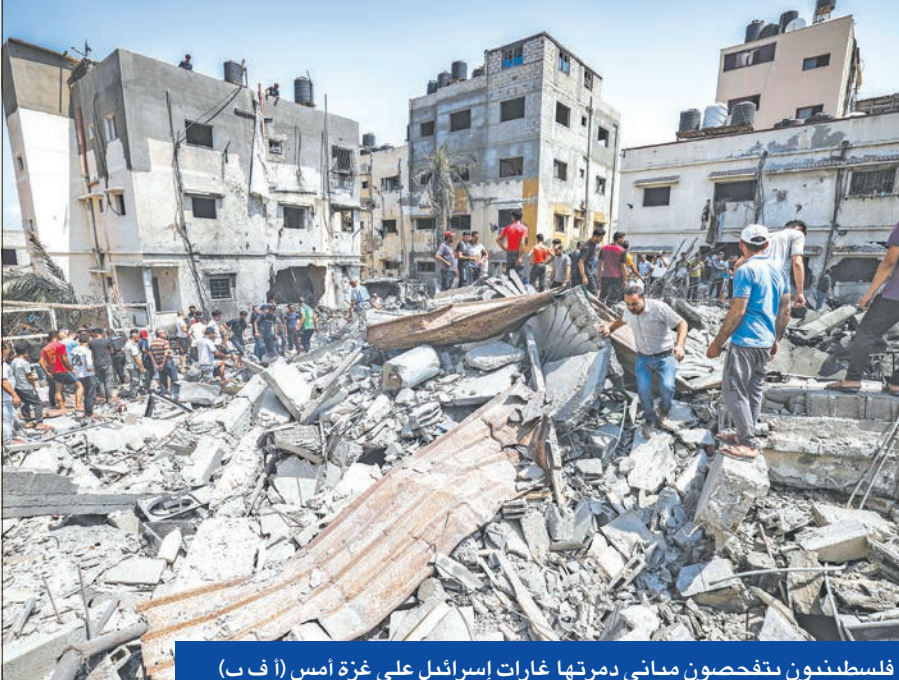 فلسطينيون يتفحصون مباني دمرتها غارات إسرائيل على غزة أمس (أ ف ب)